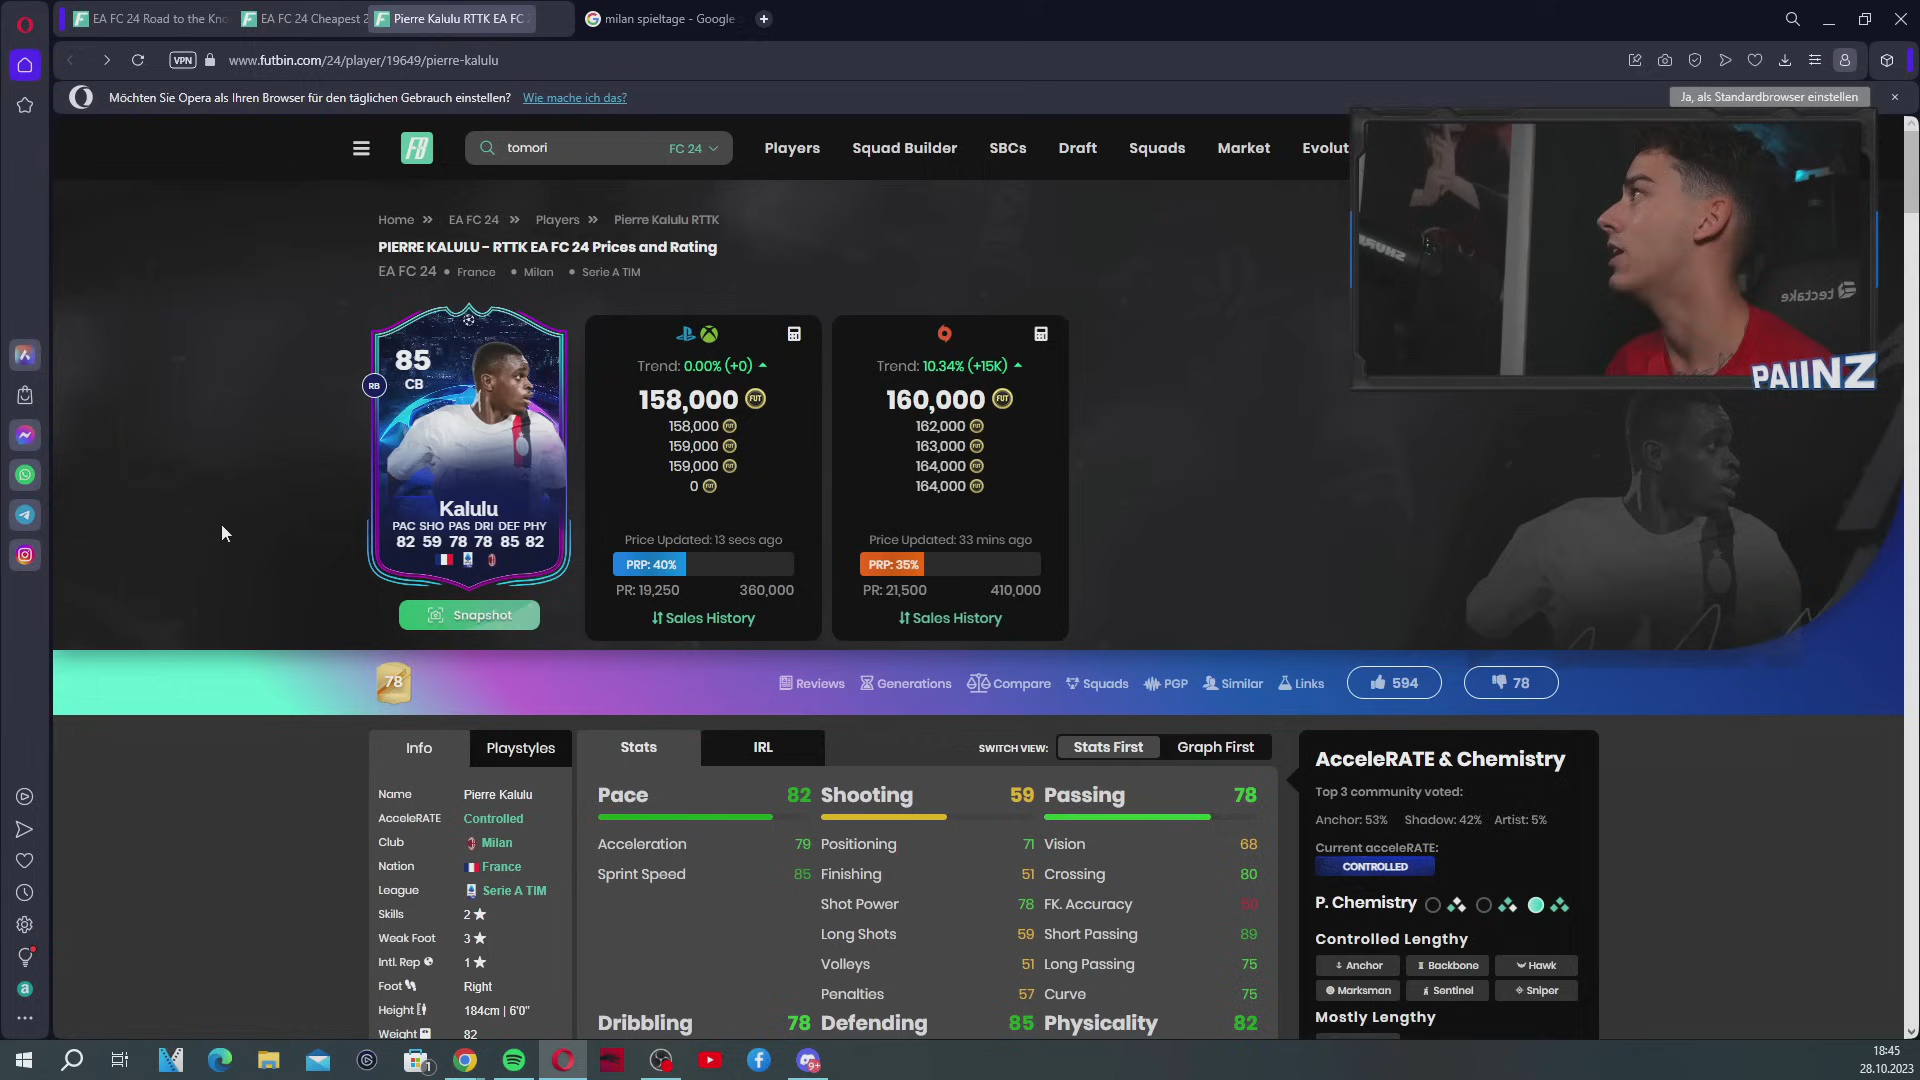 EA FC 24 Road to the Kno
EA FC 24 Cheapest 2
Pierre Kalulu RTTK EA FC 2
milan spieltage - Google
VPN
www.futbin.com/24/player/19649/pierre-kalulu
Möchten Sie Opera als Ihren Browser für den täglichen Gebrauch einstellen?
Wie mache ich das?
Ja, als Standardbrowser einstellen
FB
tomori
FC 24
Players
Squad Builder
SBCs
Draft
Squads
Market
Evolut
Home » EA FC 24 » Players » Pierre Kalulu RTTK
PIERRE KALULU - RTTK EA FC 24 Prices and Rating
EA FC 24 • France • Milan • Serie A TIM
85
CB
RB
Kalulu
PAC SHO PAS DRI DEF PHY
82 59 78 78 85 82
Snapshot
Trend: 0.00% (+0)
158,000
158,000
159,000
159,000
0
Price Updated: 13 secs ago
PRP: 40%
PR: 19,250 360,000
Sales History
Trend: 10.34% (+15K)
160,000
162,000
163,000
164,000
164,000
Price Updated: 33 mins ago
PRP: 35%
PR: 21,500 410,000
Sales History
tectake
PAIINZ
78
Reviews
Generations
Compare
Squads
PGP
Similar
Links
594
78
Info
Playstyles
Name Pierre Kalulu
AcceleRATE Controlled
Club Milan
Nation France
League Serie A TIM
Skills 2
Weak Foot 3
Intl. Rep 1
Foot Right
Height 184cm | 6'0"
Weight 82
Stats
IRL
SWITCH VIEW:
Stats First
Graph First
Pace 82
Acceleration 79
Sprint Speed 85
Shooting 59
Positioning 71
Finishing 51
Shot Power 78
Long Shots 59
Volleys 51
Penalties 57
Passing 78
Vision 68
Crossing 80
FK. Accuracy
Short Passing 89
Long Passing 75
Curve 75
Dribbling 78
Defending 85
Physicality 82
AcceleRATE & Chemistry
Top 3 community voted:
Anchor: 53% Shadow: 42% Artist: 5%
Current acceleRATE:
CONTROLLED
P. Chemistry
Controlled Lengthy
Anchor
Backbone
Hawk
Marksman
Sentinel
Sniper
Mostly Lengthy
1
9+
18:45
28.10.2023